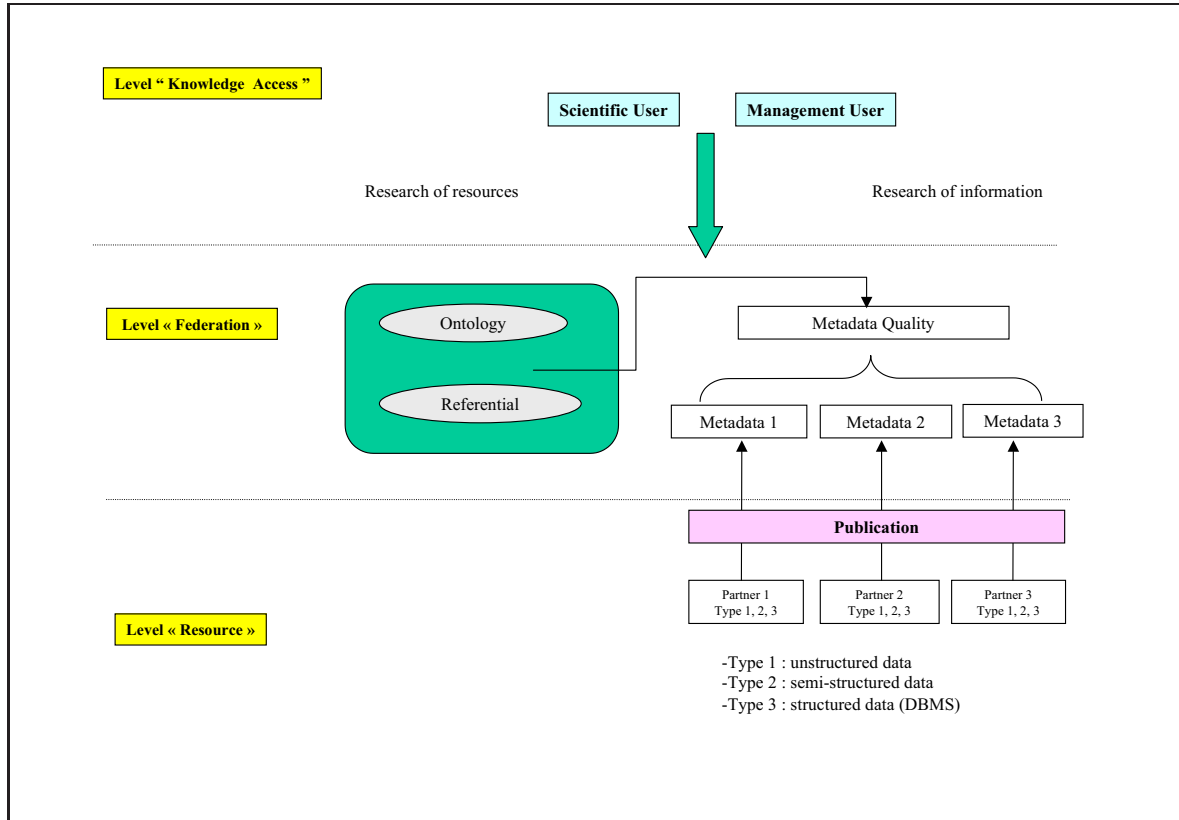 Level “ Knowledge Access ”
Scientific User
Management User
Research of resources
Research of information
Level « Federation »
Ontology
Metadata Quality
Referential
Metadata 1
Metadata 2
Metadata 3
Publication
Partner 1
Type 1, 2, 3
Partner 2
Type 1, 2, 3
Partner 3
Type 1, 2, 3
Level « Resource »
-Type 1 : unstructured data
-Type 2 : semi-structured data
-Type 3 : structured data (DBMS)